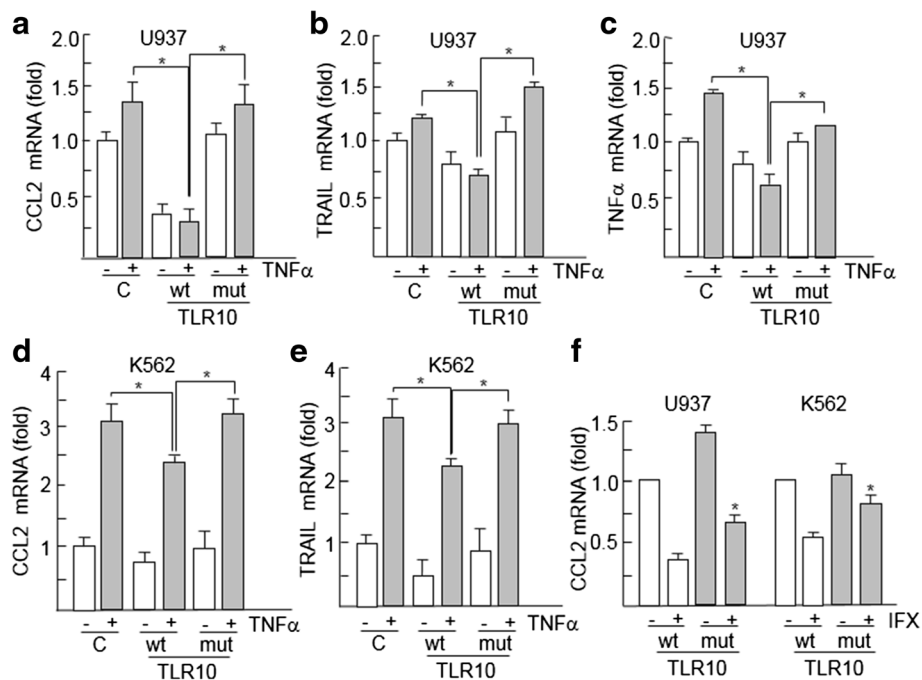 a
U937
CCL2 mRNA (fold)
2.0
1.5
1.0
0.5
*
*
- + - + - + TNFα
C wt mut
TLR10
b
U937
TRAIL mRNA (fold)
2.0
1.5
1.0
0.5
*
*
- + - + - +
C wt mut
TLR10
c
U937
TNFα mRNA (fold)
2.0
1.5
1.0
0.5
*
*
- + - + - + TNFα
C wt mut
TLR10
d
K562
CCL2 mRNA (fold)
4
3
2
1
*
*
- + - + - + TNFα
C wt mut
TLR10
e
K562
TRAIL mRNA (fold)
4
3
2
1
*
*
- + - + - + TNFα
C wt mut
TLR10
f
U937 K562
CCL2 mRNA (fold)
1.5
1.0
0.5
*
*
- + - + - + - + IFX
wt mut wt mut
TLR10 TLR10